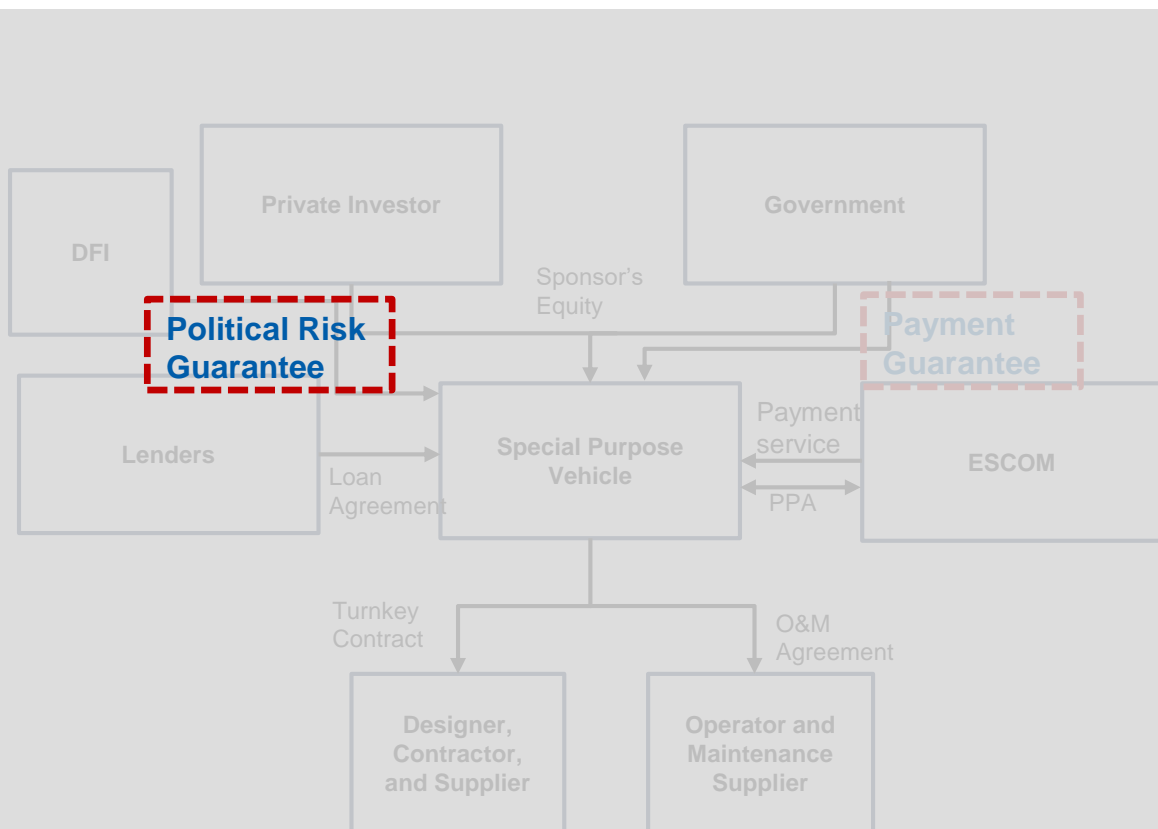 Private Investor
Government
DFI
Sponsor's
Equity
Political Risk
Guarantee
Payment
Guarantee
Lenders
Loan
Agreement
Special Purpose
Vehicle
Payment
service
PPA
ESCOM
Turnkey
Contract
O&M
Agreement
Designer,
Contractor,
and Supplier
Operator and
Maintenance
Supplier